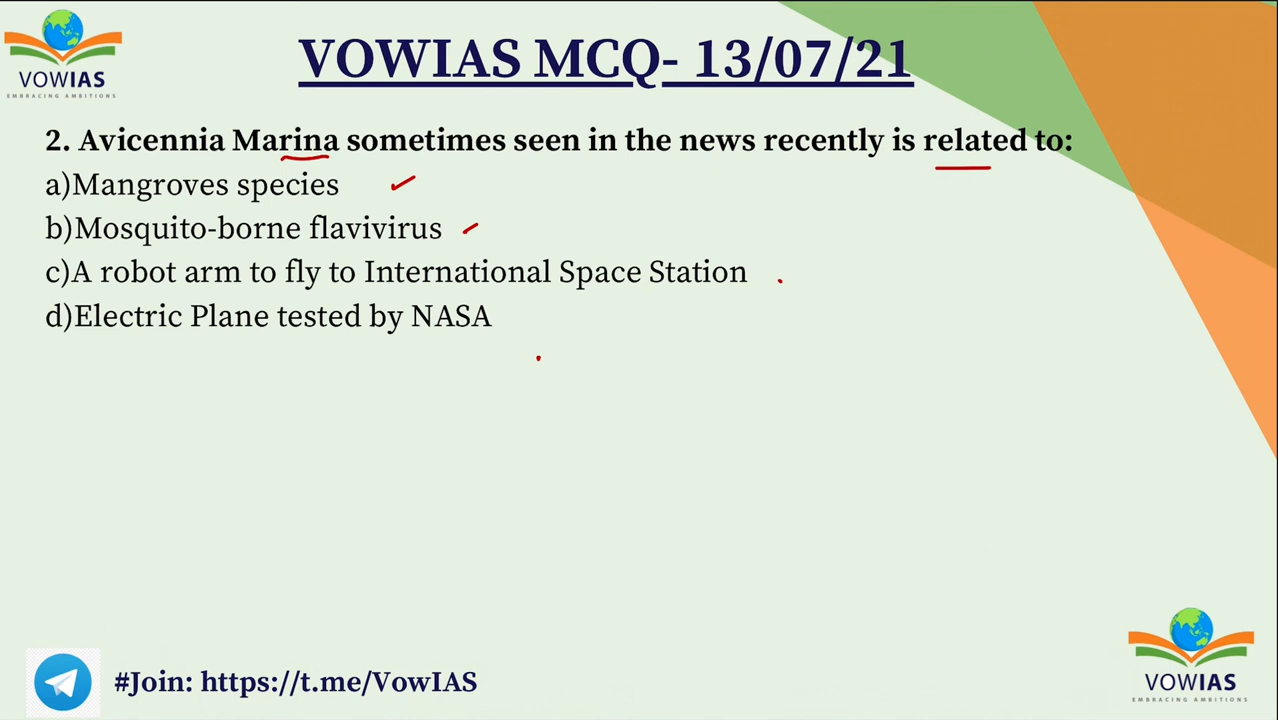 VOWIAS
EMBRACING AMBITIONS
VOWIAS MCQ- 13/07/21
2. Avicennia Marina sometimes seen in the news recently is related to:
a)Mangroves species
b)Mosquito-borne flavivirus
c)A robot arm to fly to International Space Station
d)Electric Plane tested by NASA
#Join: https://t.me/VowIAS
VOWIAS
EMBRACING AMBITIONS